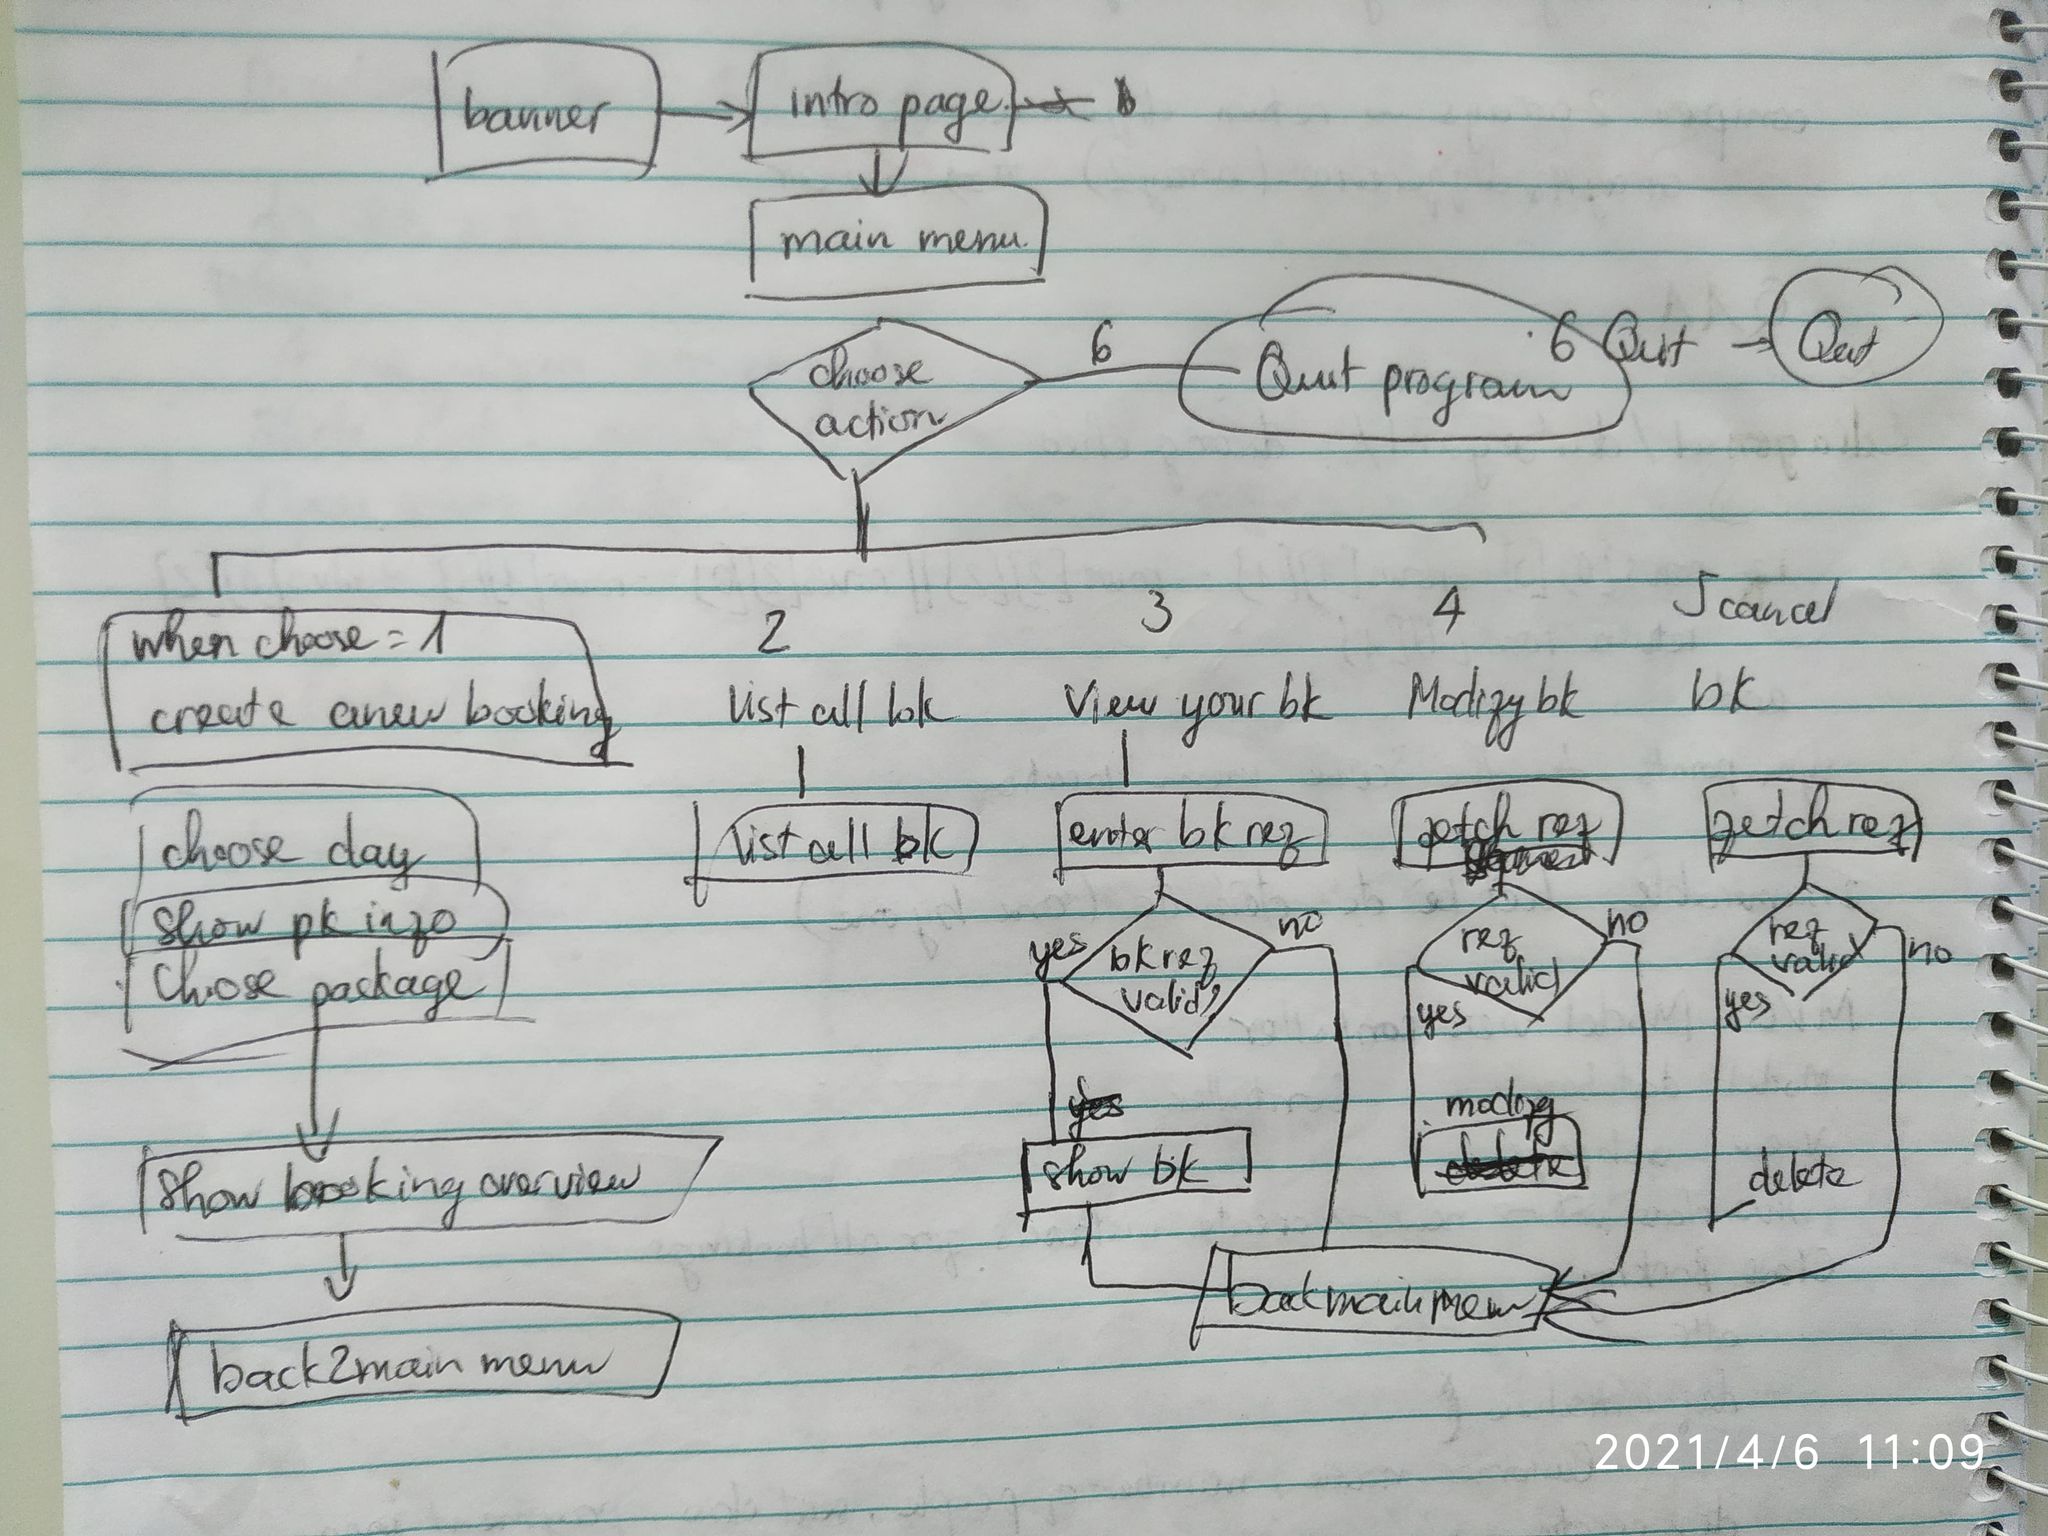 banner
intro page
main menu
choose
action
6
Quit program
6 Quit
Quit
when choose = 1
create a new booking
2
List all bk
3
View your bk
4
Modify bk
5 cancel
bk
choose day
show pk info
Choose package
show booking overview
back2main menu
list all bk
enter bk ref
yes
no
bk ref
valid?
show bk
fetch ref
no
ref
valid
yes
modify
delete
fetch ref
ref
valid
no
yes
delete
back main menu
2021/4/6 11:09